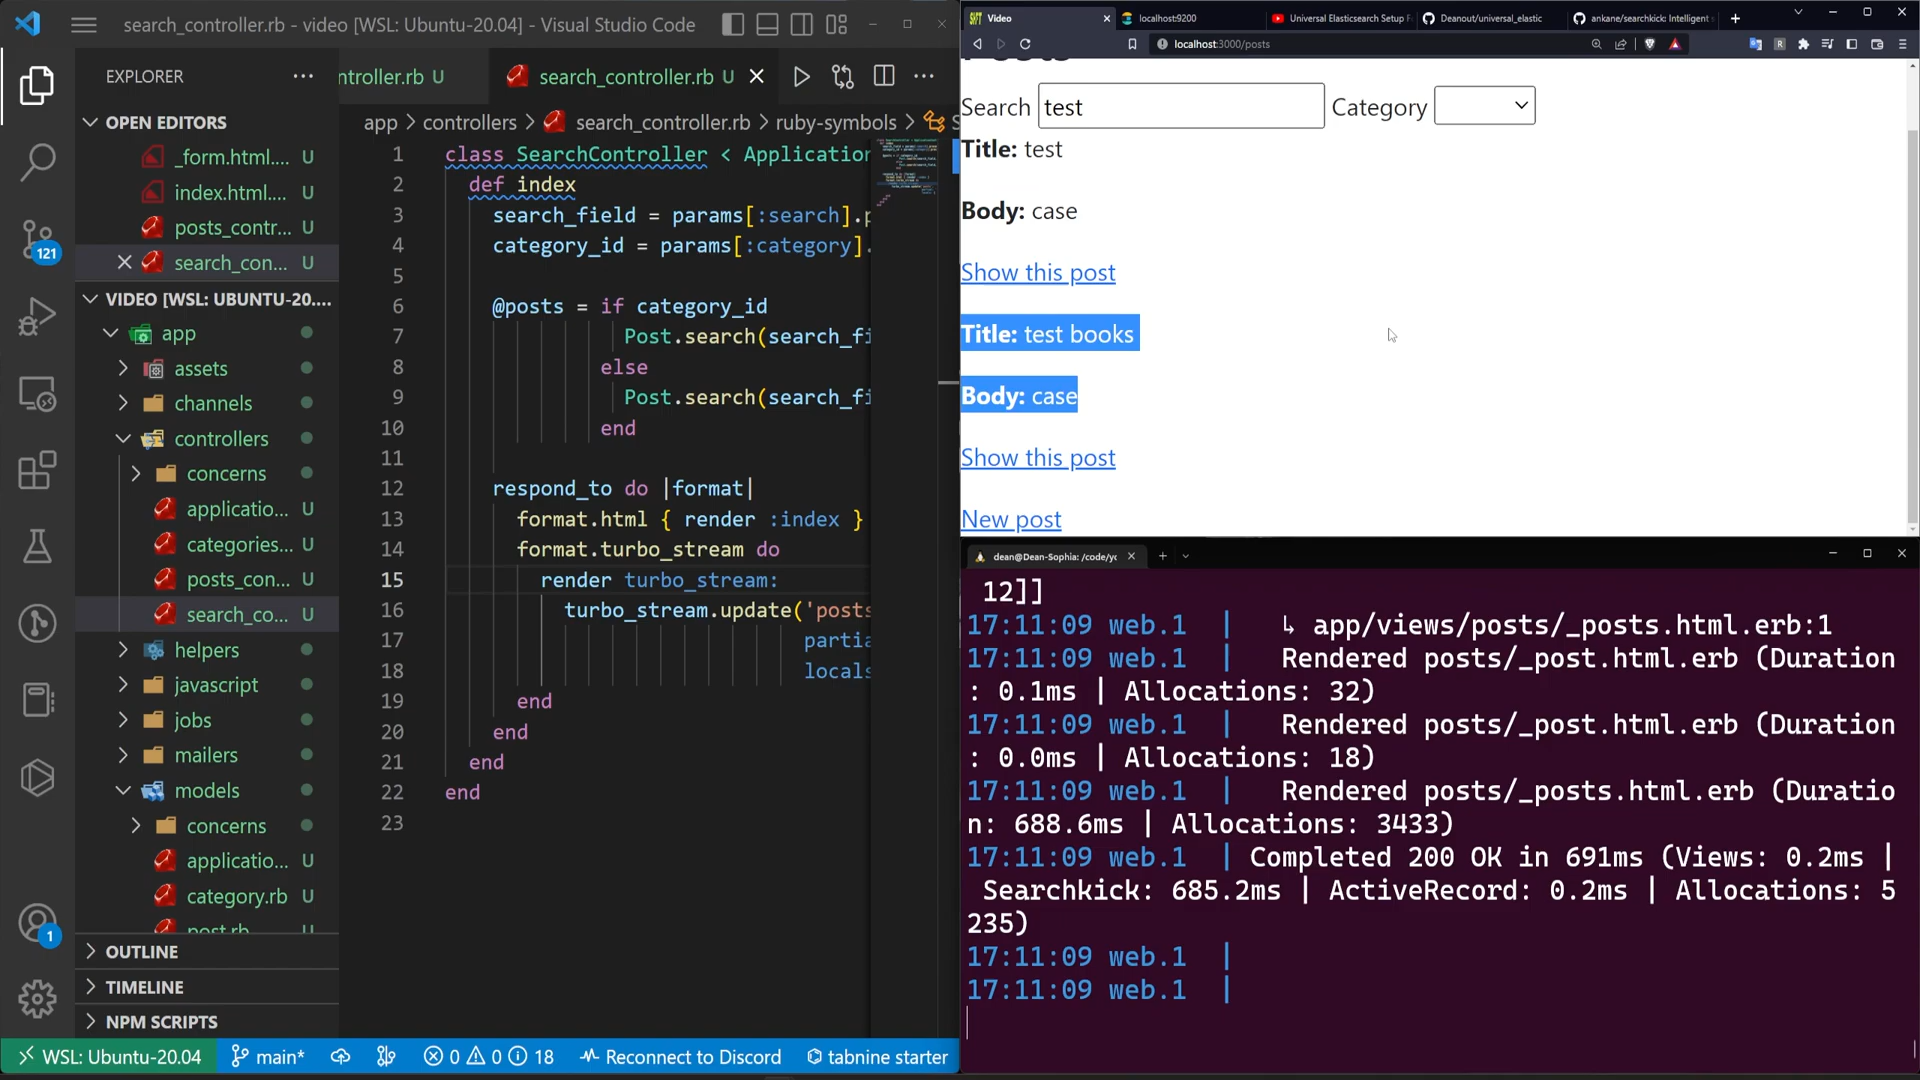 search_controller.rb - video [WSL: Ubuntu-20.04] - Visual Studio Code
EXPLORER
OPEN EDITORS
_form.html.... U
index.html.... U
posts_contr... U
search_con... U
VIDEO [WSL: UBUNTU-20....
app
assets
channels
controllers
concerns
applicatio... U
categories... U
posts_con... U
search_co... U
helpers
javascript
jobs
mailers
models
concerns
applicatio... U
category.rb U
post.rb U
OUTLINE
TIMELINE
NPM SCRIPTS
121
1
ntroller.rb U
search_controller.rb U
app > controllers > search_controller.rb > ruby-symbols > S
1 class SearchController < Application
2 def index
3 search_field = params[:search].p
4 category_id = params[:category].
5
6 @posts = if category_id
7 Post.search(search_fi
8 else
9 Post.search(search_fi
10 end
11
12 respond_to do |format|
13 format.html { render :index }
14 format.turbo_stream do
15 render turbo_stream:
16 turbo_stream.update('posts
17 partia
18 locals
19 end
20 end
21 end
22 end
23
WSL: Ubuntu-20.04 main* 0 0 18 Reconnect to Discord tabnine starter
Video
localhost:9200
Universal Elasticsearch Setup F
Deanout/universal_elastic
ankane/searchkick: Intelligent s
localhost:3000/posts
Posts
Search test Category
Title: test
Body: case
Show this post
Title: test books
Body: case
Show this post
New post
dean@Dean-Sophia: /code/yc
12]]
17:11:09 web.1 | ↳ app/views/posts/_posts.html.erb:1
17:11:09 web.1 | Rendered posts/_post.html.erb (Duration
: 0.1ms | Allocations: 32)
17:11:09 web.1 | Rendered posts/_post.html.erb (Duration
: 0.0ms | Allocations: 18)
17:11:09 web.1 | Rendered posts/_posts.html.erb (Duratio
n: 688.6ms | Allocations: 3433)
17:11:09 web.1 | Completed 200 OK in 691ms (Views: 0.2ms |
Searchkick: 685.2ms | ActiveRecord: 0.2ms | Allocations: 5
235)
17:11:09 web.1 |
17:11:09 web.1 |